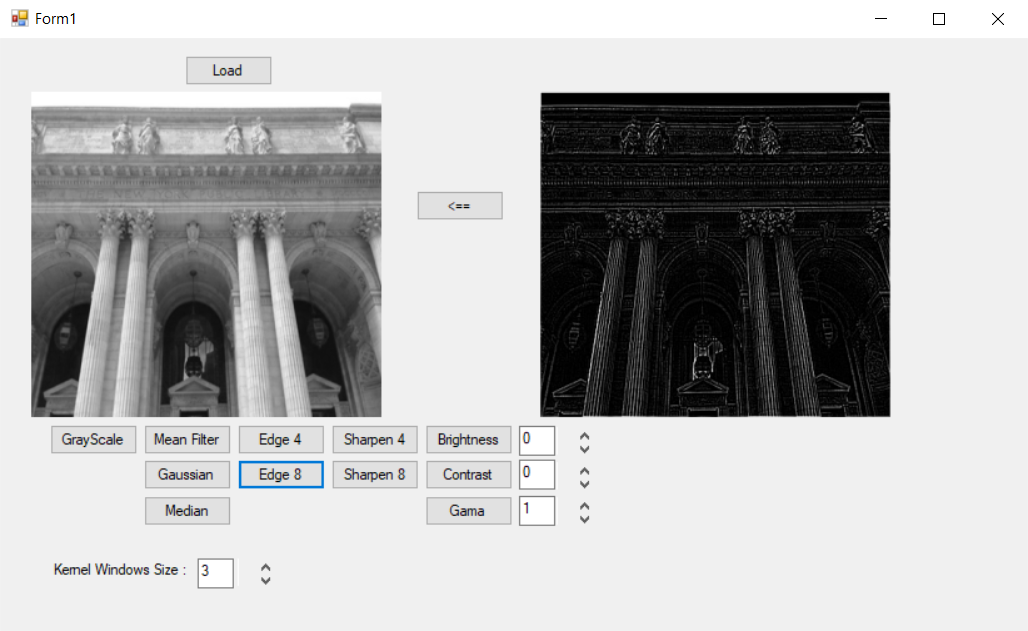 Form1
Load
<==
GrayScale Mean Filter Edge 4 Sharpen 4 Brightness 0
Gaussian Edge 8 Sharpen 8 Contrast 0
Median Gama 1
Kernel Windows Size : 3